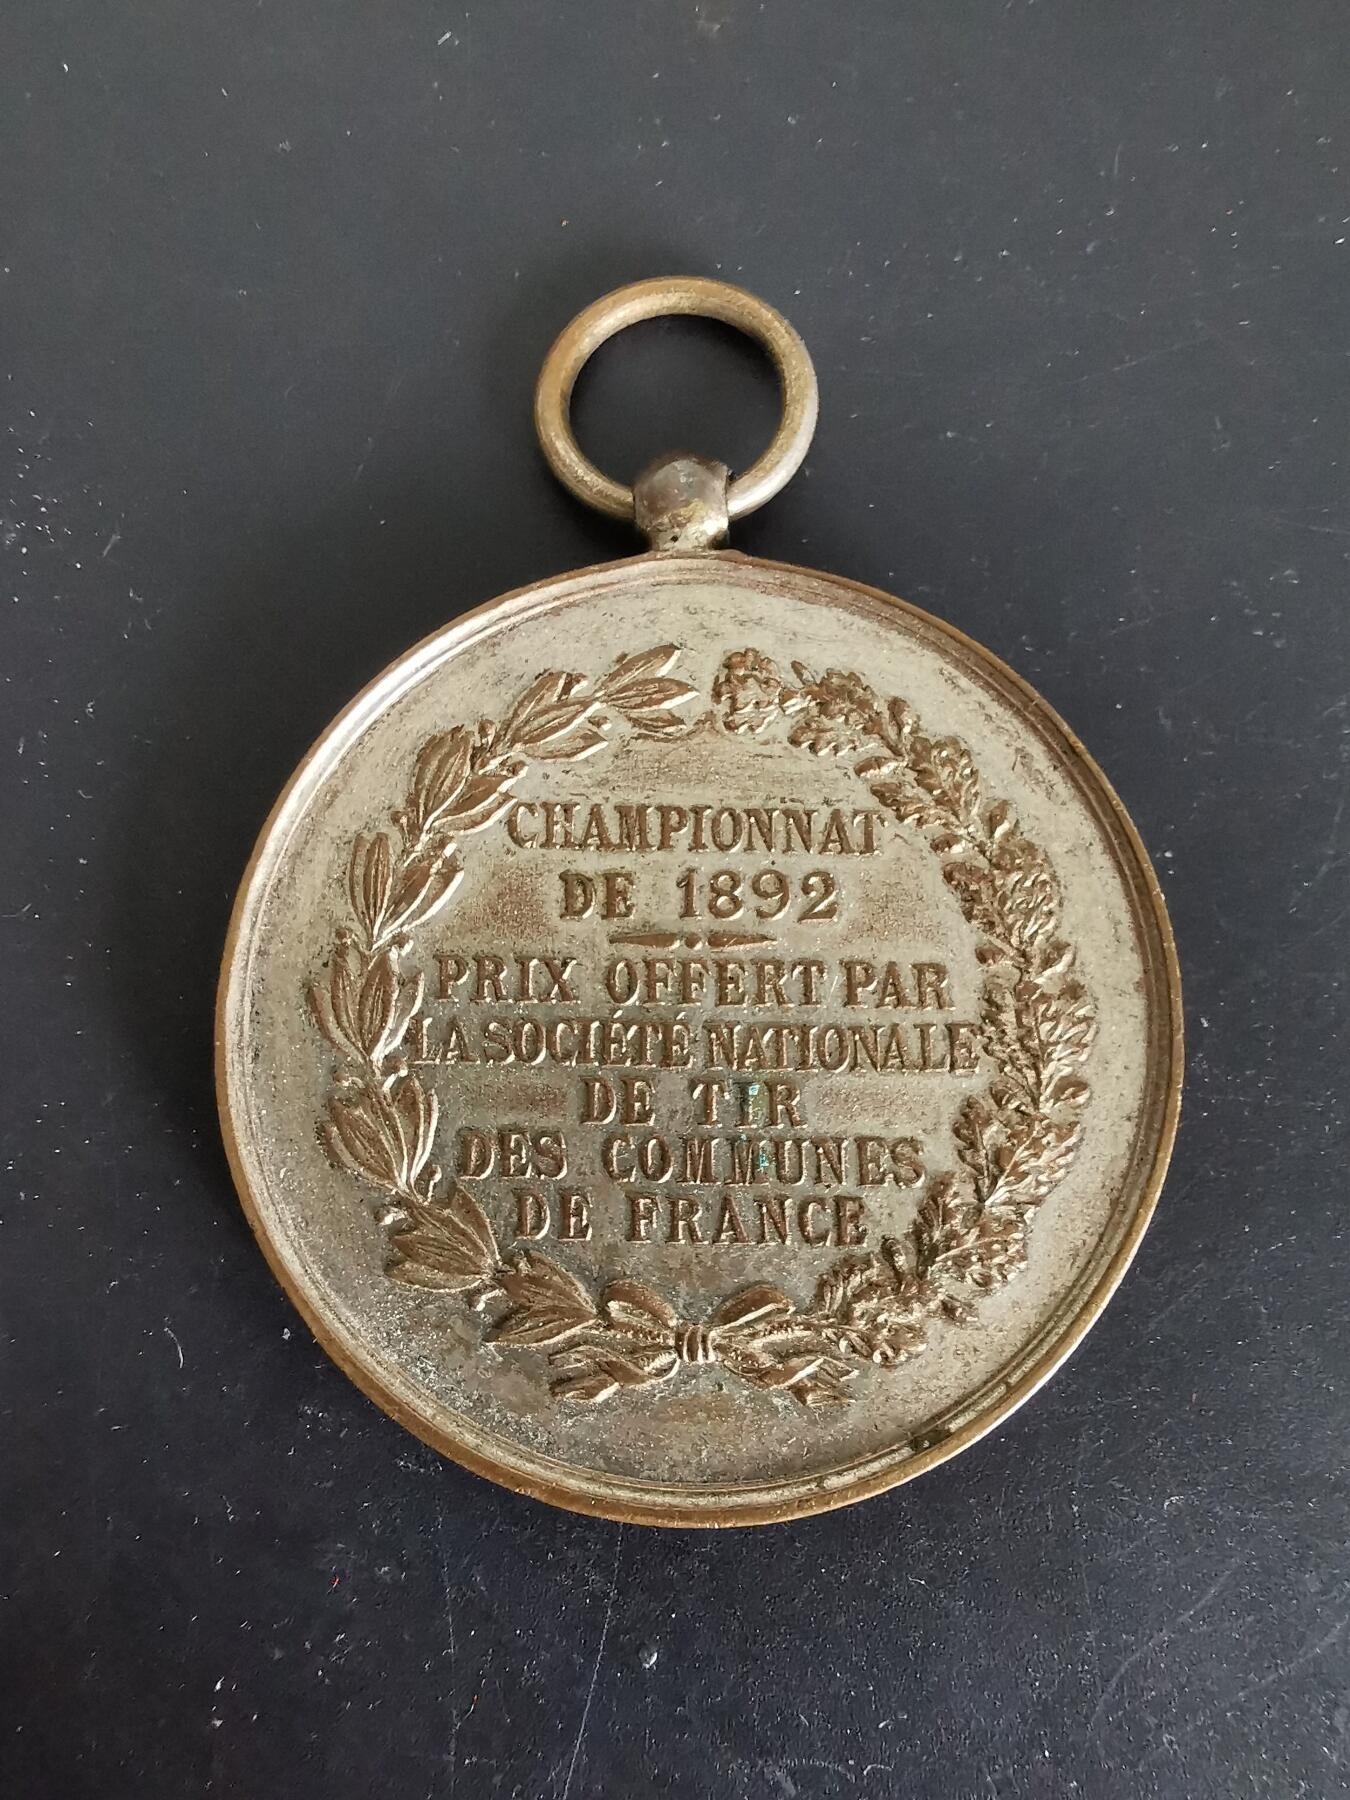 CHAMPIONNAT
DE 1892
PRIX OFFERT PAR
LA SOCIÉTÉ NATIONALE
DE TIR
DES COMMUNES
DE FRANCE